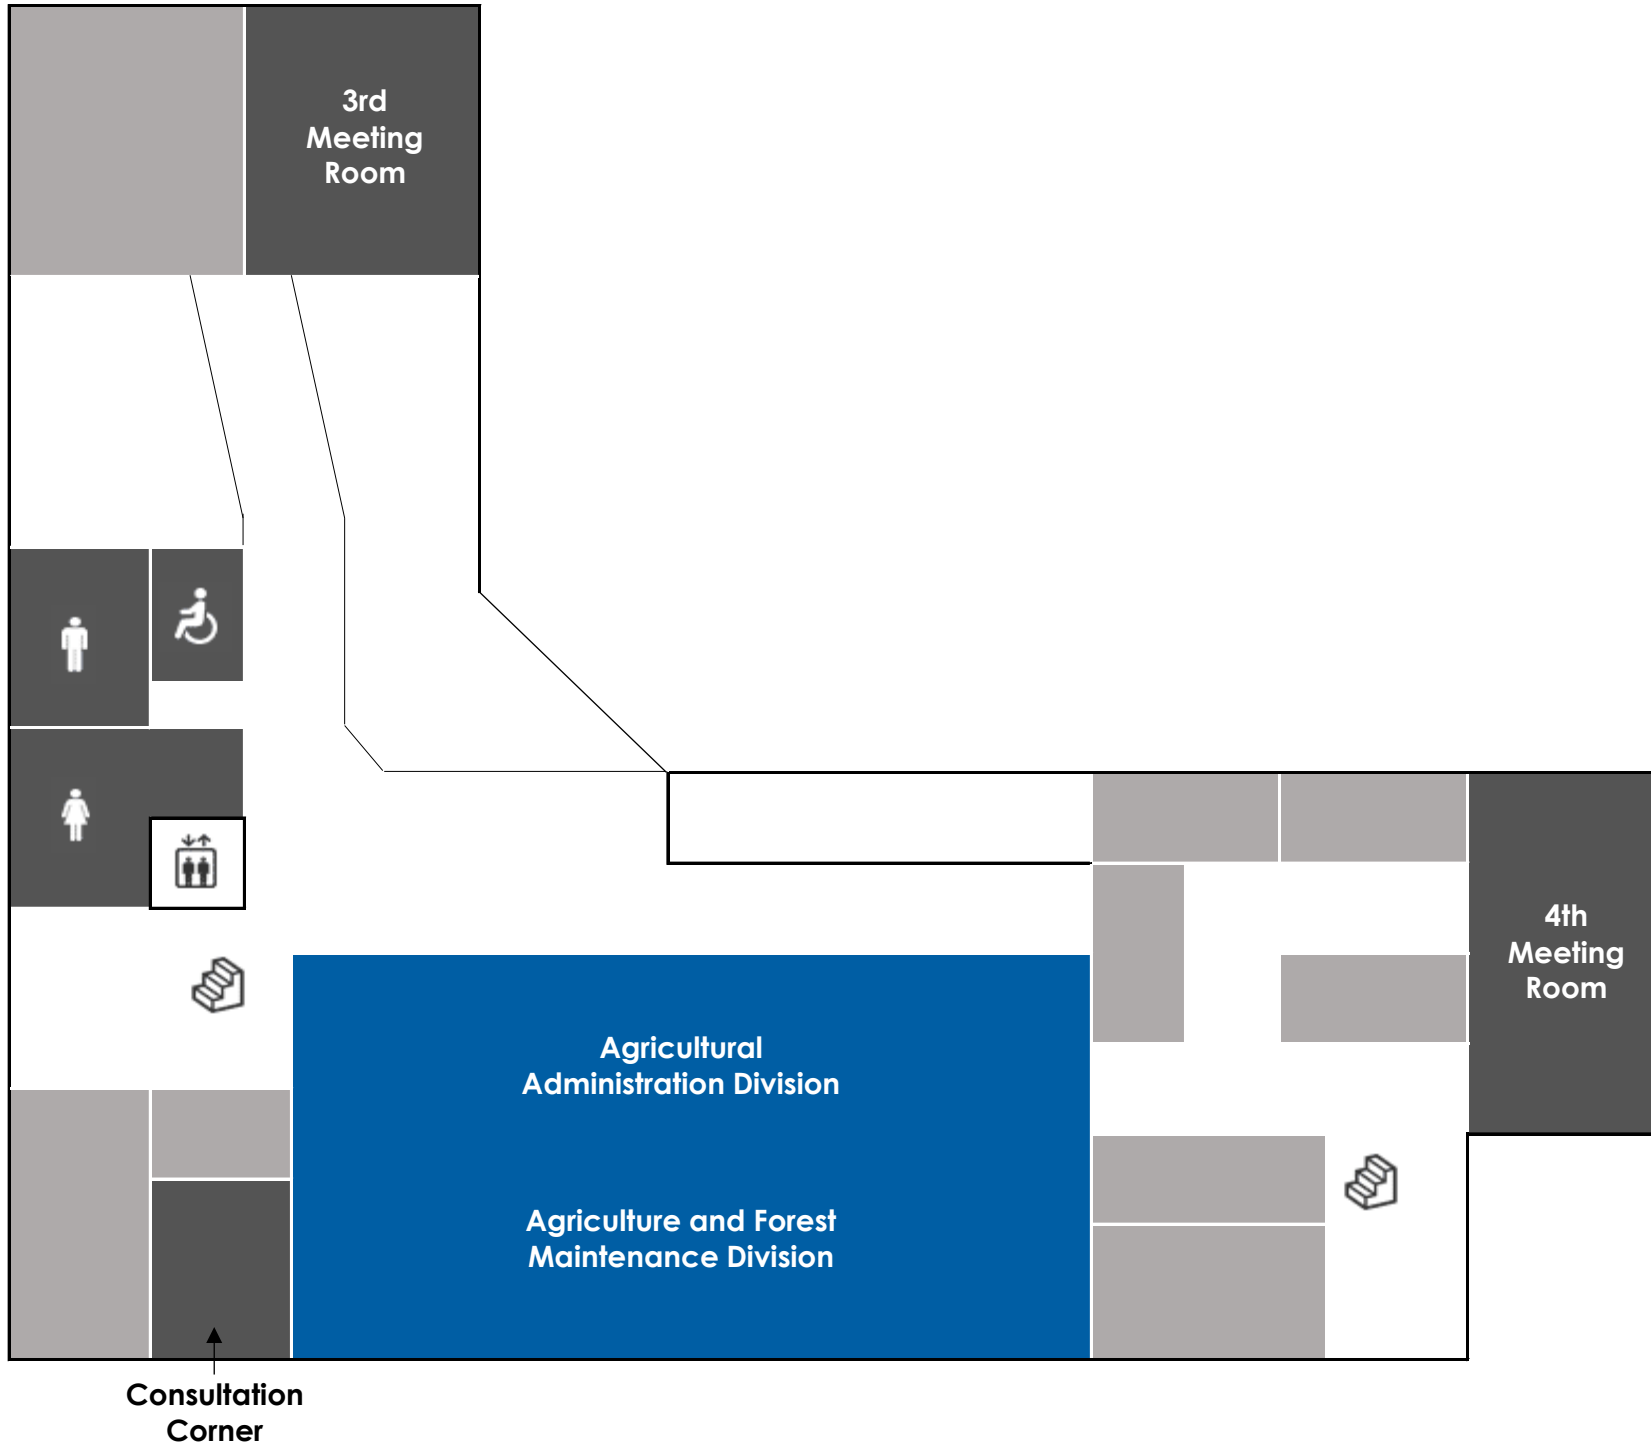 3rd
Meeting
Room
4th
Meeting
Room
Agricultural
Administration Division
Agriculture and Forest
Maintenance Division
Consultation
Corner